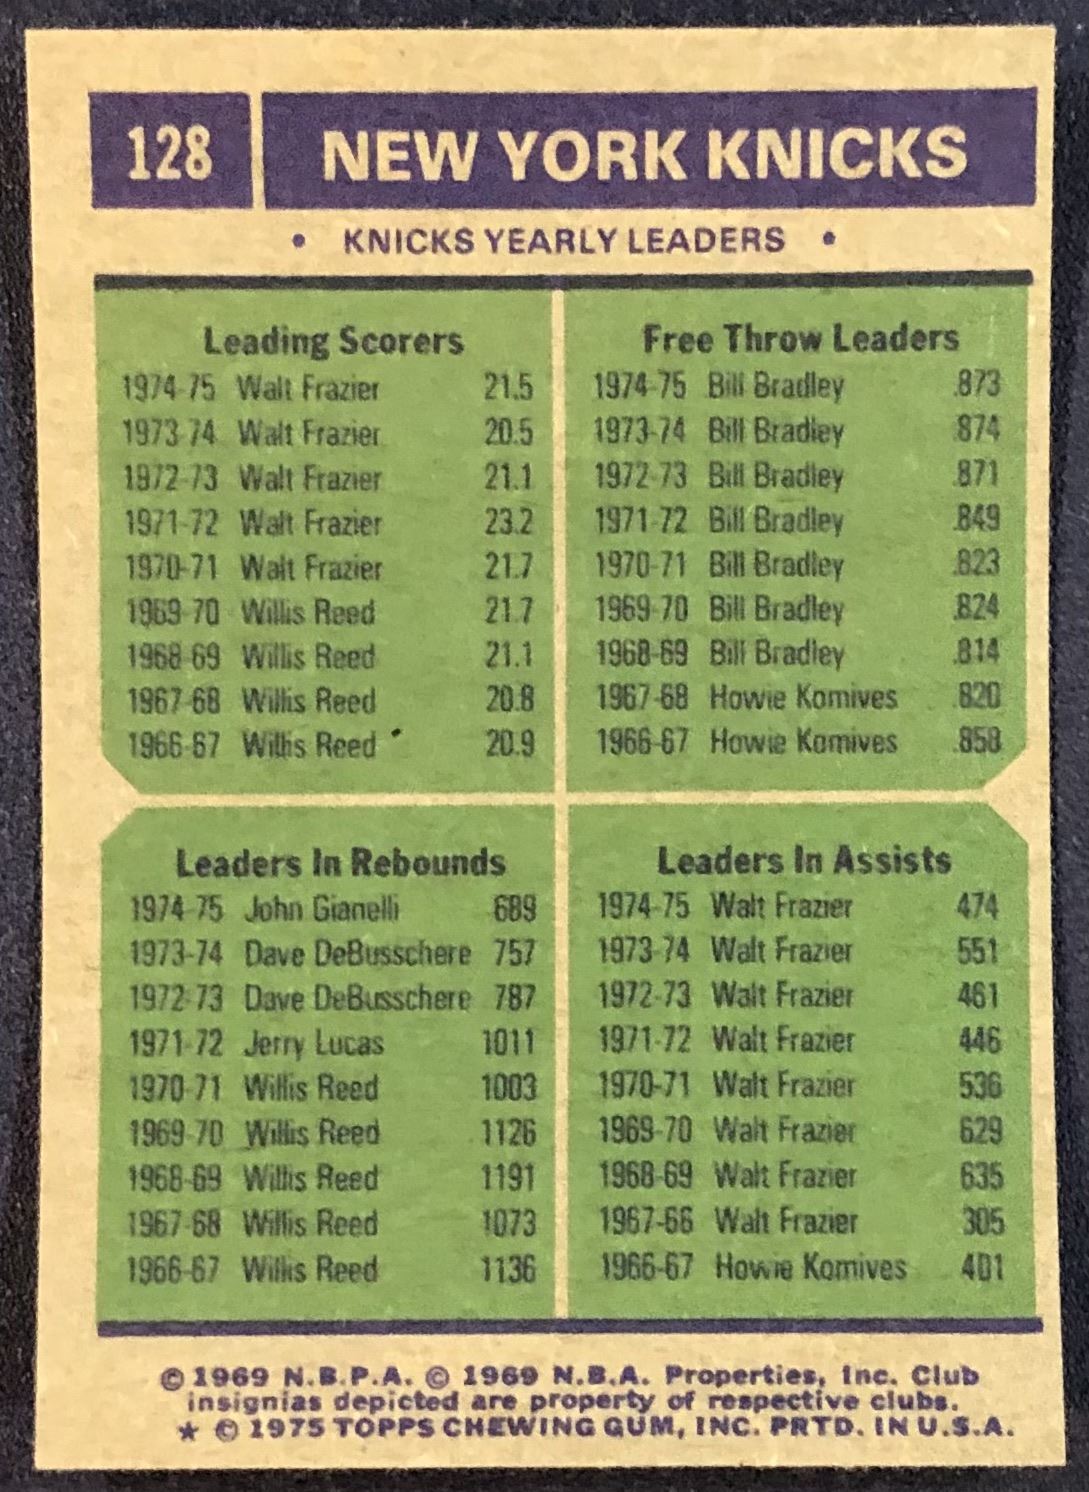 128 NEW YORK KNICKS
• KNICKS YEARLY LEADERS •
Leading Scorers
1974-75 Walt Frazier 21.5
1973-74 Walt Frazier 20.5
1972-73 Walt Frazier 21.1
1971-72 Walt Frazier 23.2
1970-71 Walt Frazier 21.7
1969-70 Willis Reed 21.7
1968-69 Willis Reed 21.1
1967-68 Willis Reed 20.8
1966-67 Willis Reed 20.9
Free Throw Leaders
1974-75 Bill Bradley .873
1973-74 Bill Bradley .874
1972-73 Bill Bradley .871
1971-72 Bill Bradley .849
1970-71 Bill Bradley .823
1969-70 Bill Bradley .824
1968-69 Bill Bradley .814
1967-68 Howie Komives .820
1966-67 Howie Komives .858
Leaders In Rebounds
1974-75 John Gianelli 689
1973-74 Dave DeBusschere 757
1972-73 Dave DeBusschere 787
1971-72 Jerry Lucas 1011
1970-71 Willis Reed 1003
1969-70 Willis Reed 1126
1968-69 Willis Reed 1191
1967-68 Willis Reed 1073
1966-67 Willis Reed 1136
Leaders In Assists
1974-75 Walt Frazier 474
1973-74 Walt Frazier 551
1972-73 Walt Frazier 461
1971-72 Walt Frazier 446
1970-71 Walt Frazier 536
1969-70 Walt Frazier 629
1968-69 Walt Frazier 635
1967-66 Walt Frazier 305
1966-67 Howie Komives 401
© 1969 N.B.P.A. © 1969 N.B.A. Properties, Inc. Club
insignias depicted are property of respective clubs.
★ © 1975 TOPPS CHEWING GUM, INC. PRTD. IN U.S.A.